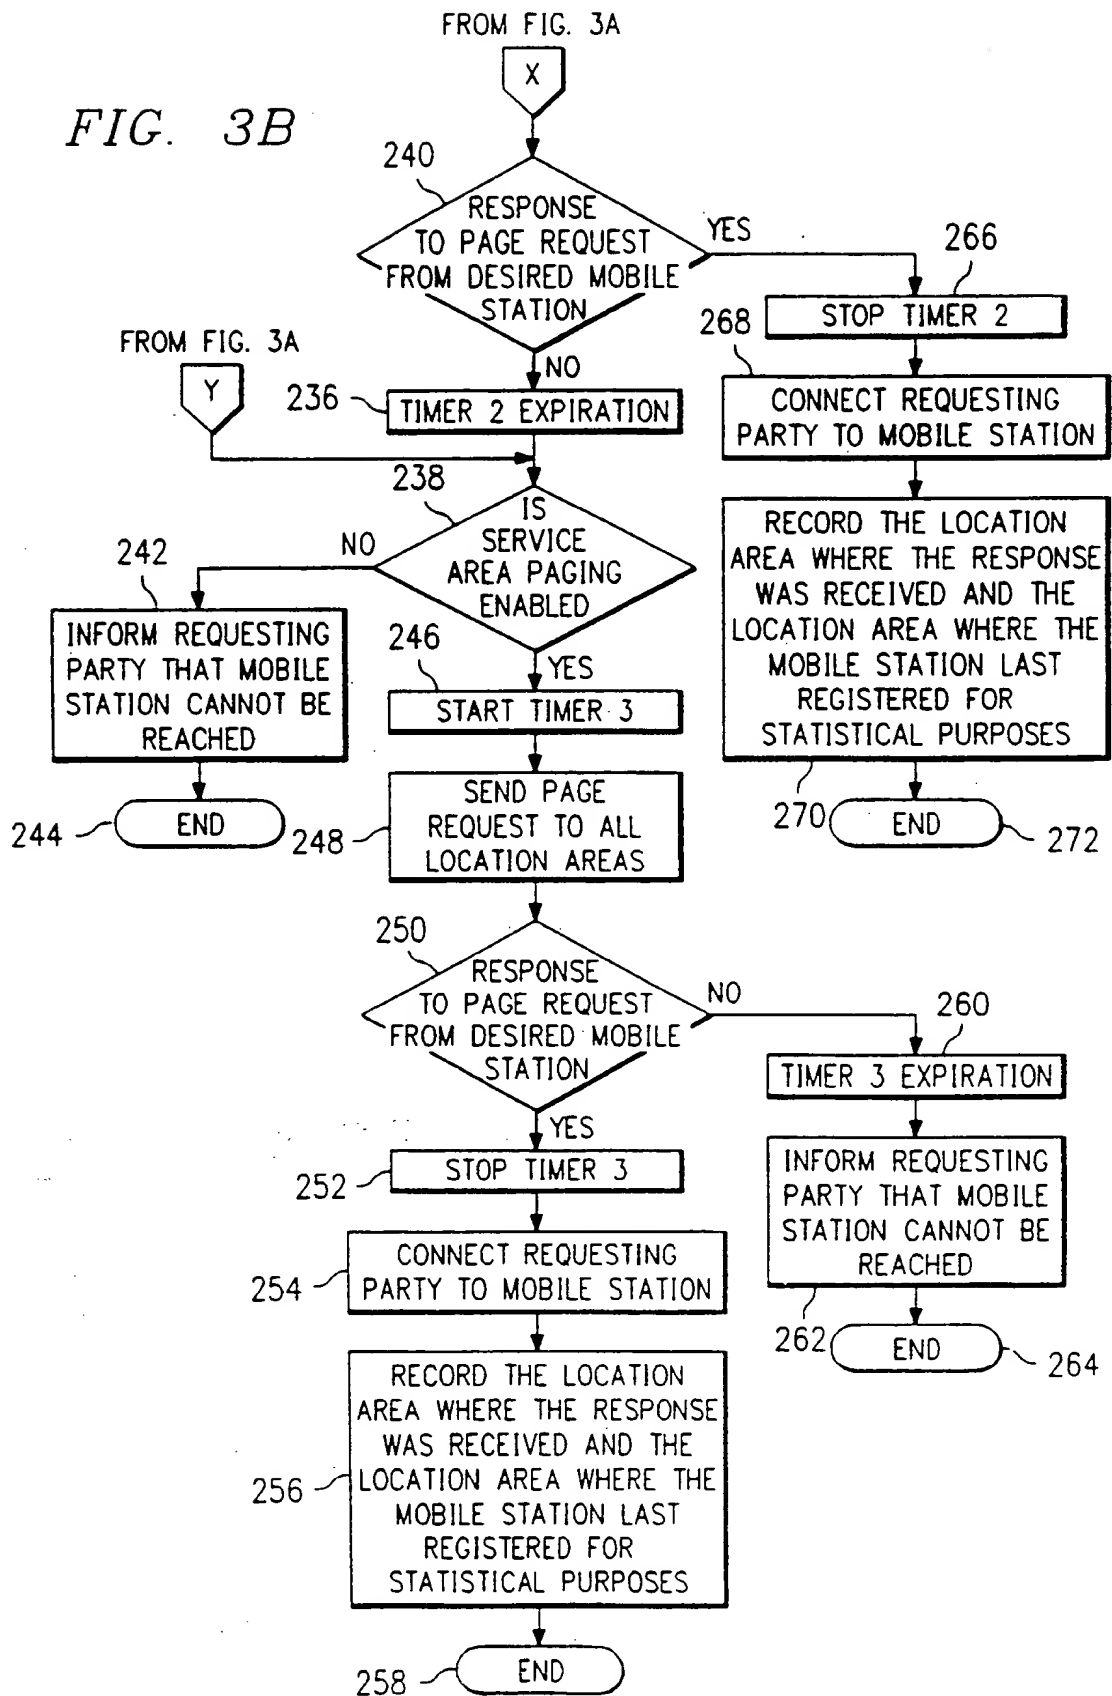 FROM FIG. 3A
X
FIG. 3B
240
RESPONSE
TO PAGE REQUEST
FROM DESIRED MOBILE
STATION
YES
266
STOP TIMER 2
268
CONNECT REQUESTING
PARTY TO MOBILE STATION
RECORD THE LOCATION
AREA WHERE THE RESPONSE
WAS RECEIVED AND THE
LOCATION AREA WHERE THE
MOBILE STATION LAST
REGISTERED FOR
STATISTICAL PURPOSES
270
END
272
NO
FROM FIG. 3A
Y
236
TIMER 2 EXPIRATION
238
IS
SERVICE
AREA PAGING
ENABLED
NO
242
INFORM REQUESTING
PARTY THAT MOBILE
STATION CANNOT BE
REACHED
244
END
YES
246
START TIMER 3
248
SEND PAGE
REQUEST TO ALL
LOCATION AREAS
250
RESPONSE
TO PAGE REQUEST
FROM DESIRED MOBILE
STATION
NO
260
TIMER 3 EXPIRATION
INFORM REQUESTING
PARTY THAT MOBILE
STATION CANNOT BE
REACHED
262
END
264
YES
252
STOP TIMER 3
254
CONNECT REQUESTING
PARTY TO MOBILE STATION
256
RECORD THE LOCATION
AREA WHERE THE RESPONSE
WAS RECEIVED AND THE
LOCATION AREA WHERE THE
MOBILE STATION LAST
REGISTERED FOR
STATISTICAL PURPOSES
258
END